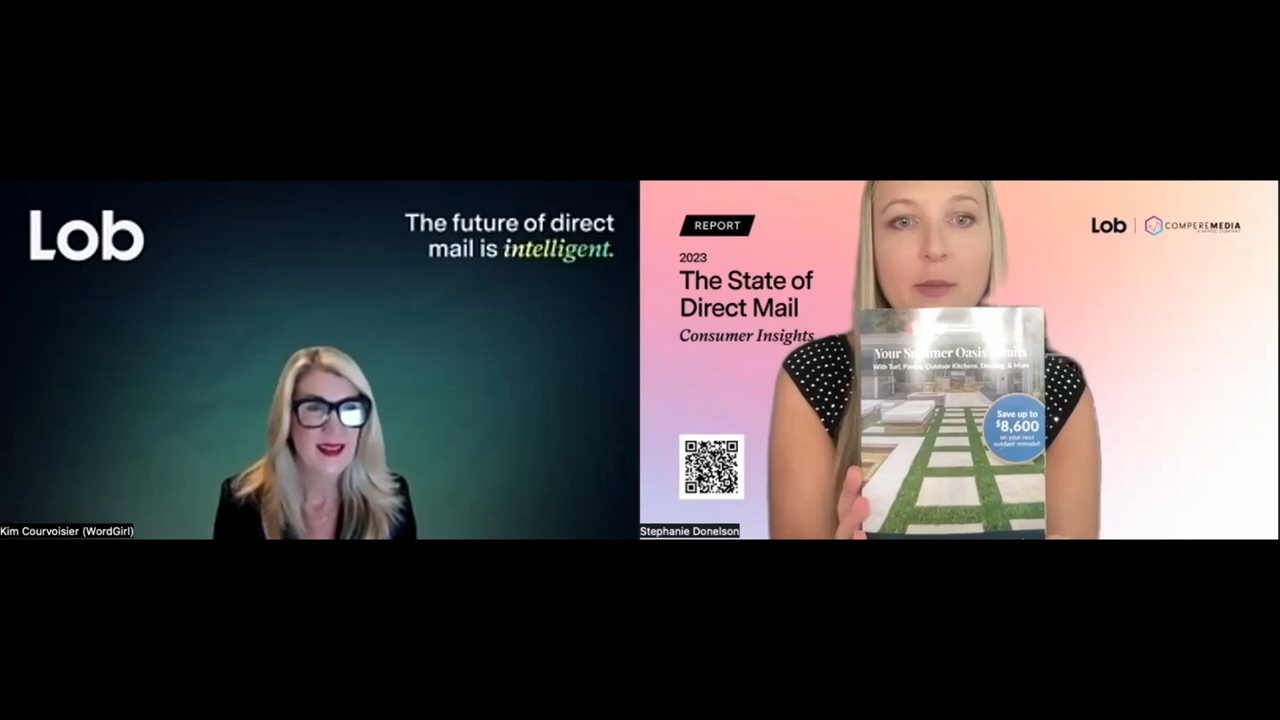 Lob
The future of direct
mail is intelligent.
Kim Courvoisier (WordGirl)
REPORT
2023
The State of
Direct Mail
Consumer Insights
Lob
COMPEREMEDIA
Stephanie Donelson
Your Summer Oasis Awaits
With Turf, Pavers, Outdoor Kitchens, Decking, & More
Save up to
$8,600
on your next
outdoor remodel!